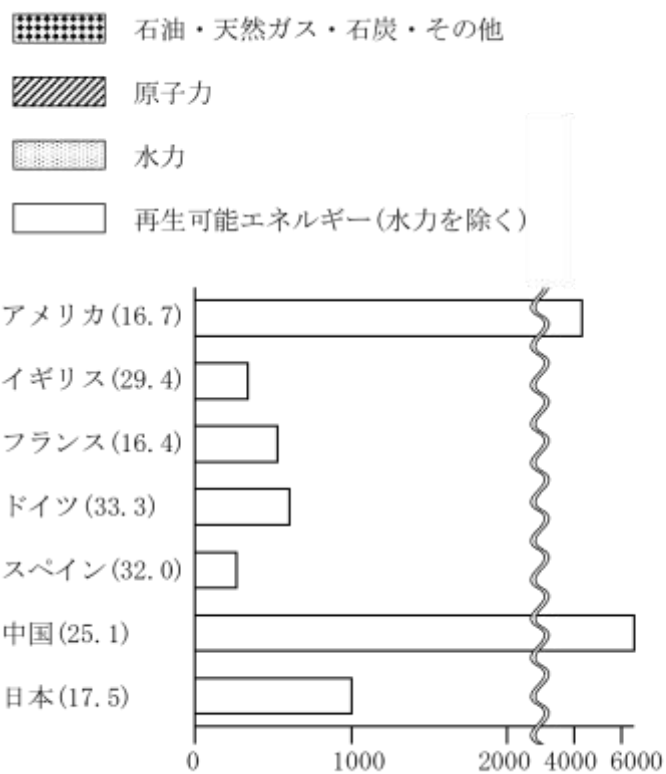 石油・天然ガス・石炭・その他
原子力
水力
再生可能エネルギー(水力を除く)
アメリカ(16.7)
イギリス(29.4)
フランス(16.4)
ドイツ(33.3)
スペイン(32.0)
中国(25.1)
日本(17.5)
0 1000 2000 4000 6000